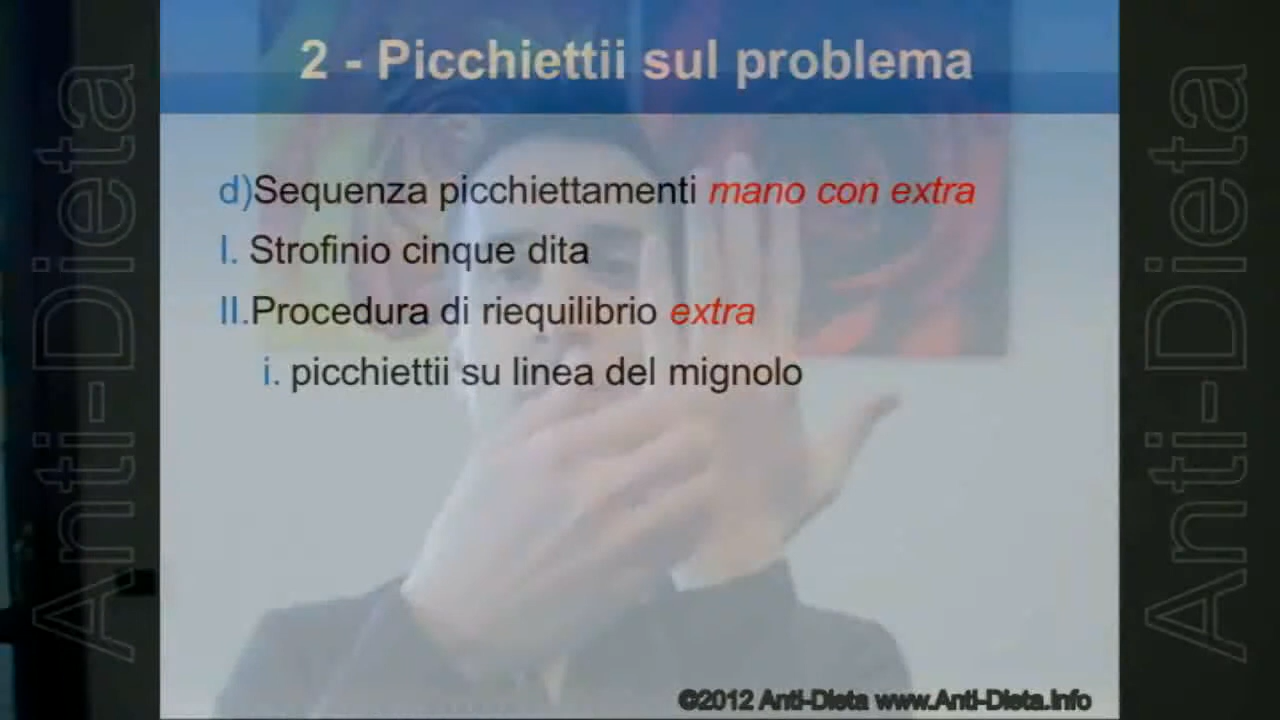 2 - Picchiettii sul problema
d)Sequenza picchiettamenti mano con extra
I. Strofinio cinque dita
II.Procedura di riequilibrio extra
i. picchiettii su linea del mignolo
Anti-Dieta
Anti-Dieta
©2012 Anti-Dieta www.Anti-Dieta.info